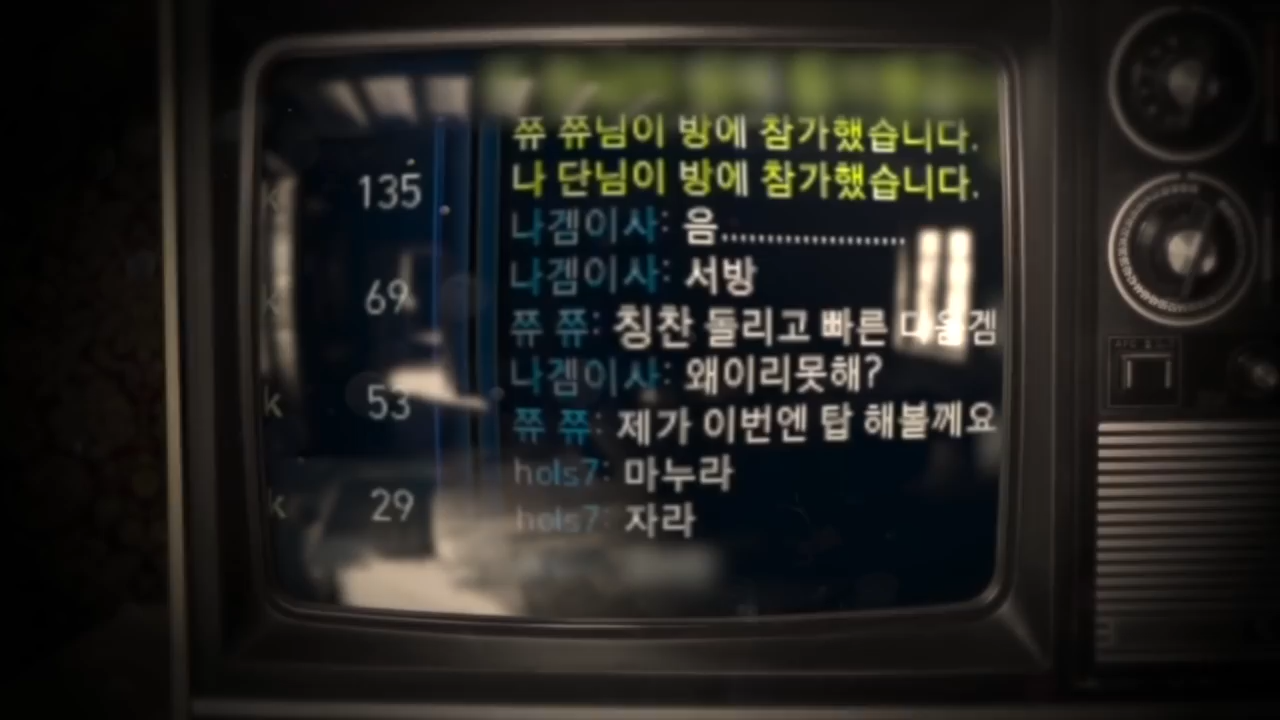 쮸 쮸님이 방에 참가했습니다.
나 단님이 방에 참가했습니다.
나겜이사: 음....................
나겜이사: 서방
쮸 쮸: 칭찬 돌리고 빠른 다음겜
나겜이사: 왜이리못해?
쮸 쮸: 제가 이번엔 탑 해볼께요
hols7: 마누라
hols7: 자라
k 135
k 69
k 53
k 29